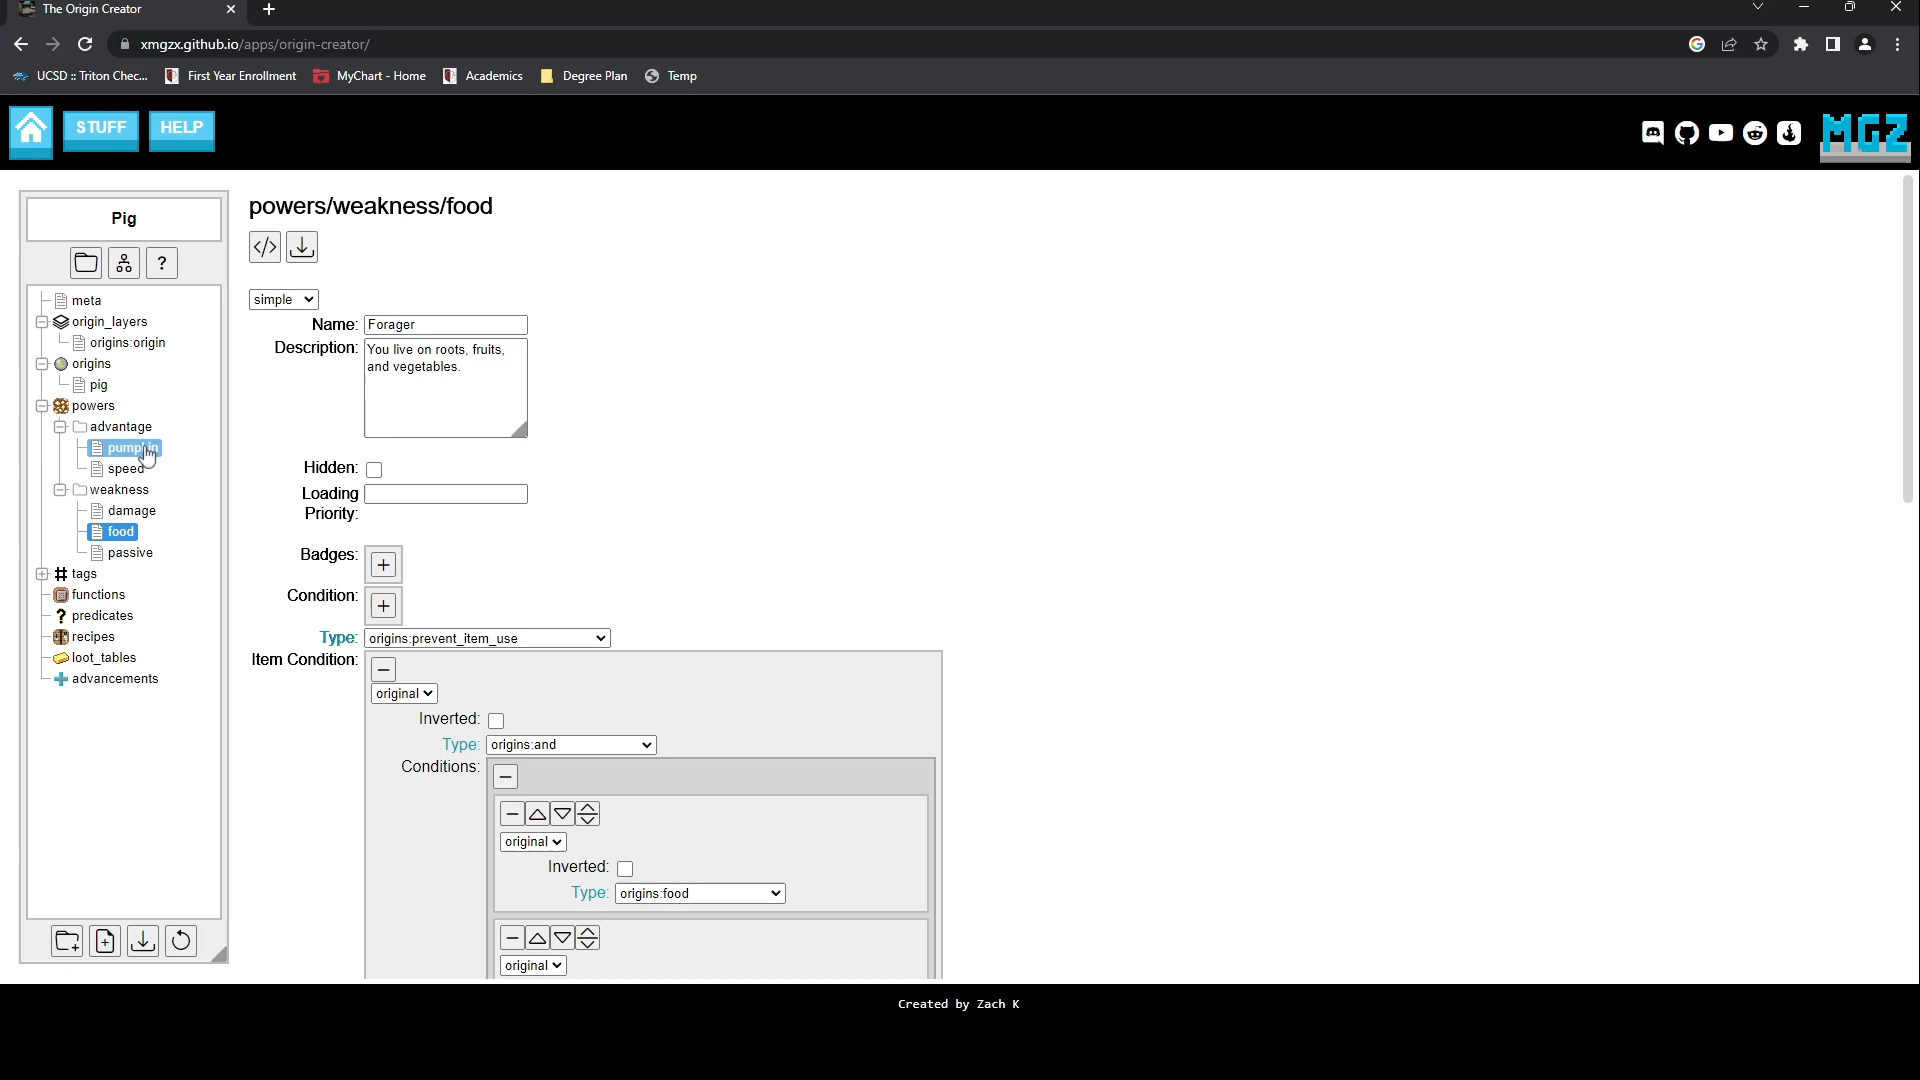 The Origin Creator
xmgzx.github.io/apps/origin-creator/
UCSD :: Triton Chec...
First Year Enrollment
MyChart - Home
Academics
Degree Plan
Temp
STUFF
HELP
MGZ
Pig
?
meta
origin_layers
origins:origin
origins
pig
powers
advantage
pumpkin
speed
weakness
damage
food
passive
tags
functions
predicates
recipes
loot_tables
advancements
powers/weakness/food
simple
Name: Forager
Description: You live on roots, fruits,
and vegetables.
Hidden:
Loading
Priority:
Badges:
Condition:
Type: origins:prevent_item_use
Item Condition:
original
Inverted:
Type: origins:and
Conditions:
original
Inverted:
Type: origins:food
original
Created by Zach K